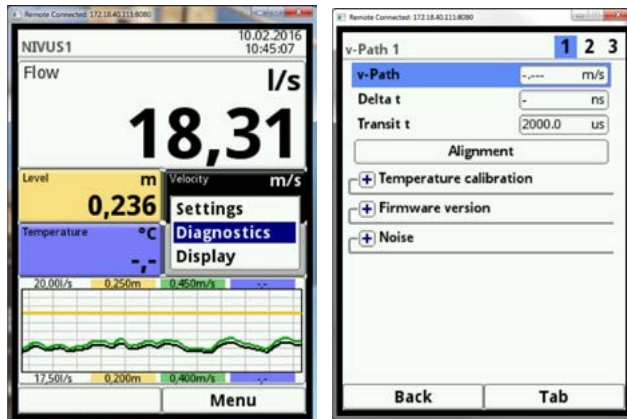 Remote Connected: 172.18.40.111:8080
NIVUS1
10.02.2016
10:45:07
Flow
l/s
18,31
Level
m
0,236
Velocity
m/s
Settings
Diagnostics
Display
Temperature
°C
-,-
20,00l/s 0,250m 0,450m/s -,-
17,50l/s 0,200m 0,400m/s -,-
Menu
Remote Connected: 172.18.40.111:8080
v-Path 1
1 2 3
v-Path -,--- m/s
Delta t - ns
Transit t 2000.0 us
Alignment
+ Temperature calibration
+ Firmware version
+ Noise
Back Tab